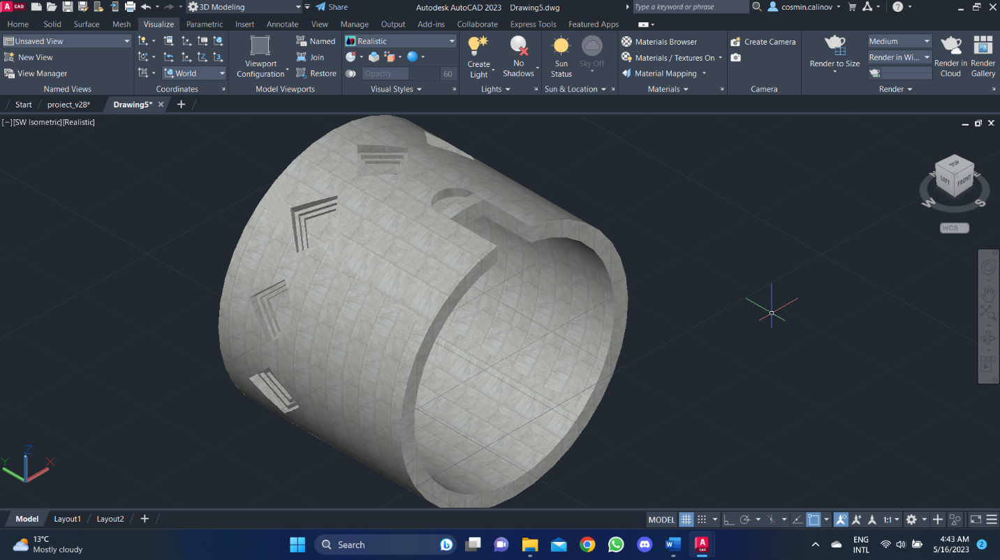 A CAD 3D Modeling Share Autodesk AutoCAD 2023 Drawing5.dwg Type a keyword or phrase cosmin.calinov ?
Home Solid Surface Mesh Visualize Parametric Insert Annotate View Manage Output Add-ins Collaborate Express Tools Featured Apps
Unsaved View
New View
View Manager
Named Views
World
Coordinates
Viewport
Configuration
Named
Join
Restore
Model Viewports
Realistic
Opacity 60
Visual Styles
Create
Light
No
Shadows
Lights
Sun
Status
Sky Off
Sun & Location
Materials Browser
Materials / Textures On
Material Mapping
Materials
Create Camera
Camera
Render to Size
Medium
Render in Wi...
Render in
Cloud
Render
Gallery
Render
Start proiect_v28* Drawing5*
[−][SW Isometric][Realistic]
TOP
LEFT FRONT
N E
W S
WCS
Z
Y X
Model Layout1 Layout2
MODEL 1:1
13°C
Mostly cloudy
Search
A
CAD
ENG
INTL
4:43 AM
5/16/2023
2